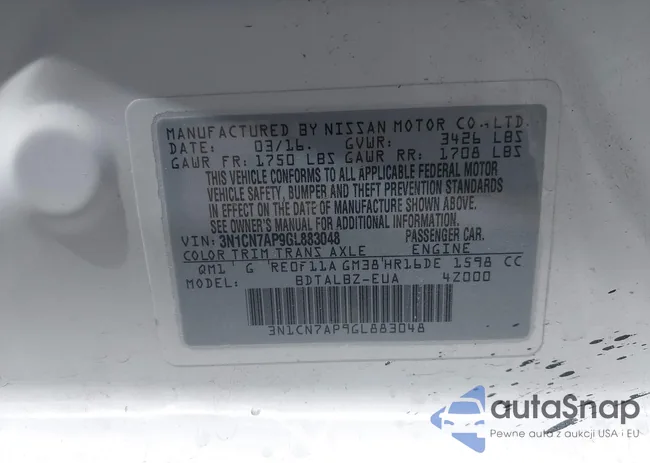 MANUFACTURED BY NISSAN MOTOR CO.,LTD.
DATE: 03/16. GVWR: 3426 LBS
GAWR FR: 1750 LBS GAWR RR: 1708 LBS
THIS VEHICLE CONFORMS TO ALL APPLICABLE FEDERAL MOTOR
VEHICLE SAFETY, BUMPER AND THEFT PREVENTION STANDARDS
IN EFFECT ON THE DATE OF MANUFACTURE SHOWN ABOVE.
SEE OWNER'S MANUAL FOR ADDITIONAL INFORMATION.
VIN: 3N1CN7AP9GL883048 PASSENGER CAR.
COLOR TRIM TRANS AXLE ENGINE
QM1 G RE0F11A GM38 HR16DE 1598 CC
MODEL: BDTALBZ-EUA 4Z000
3N1CN7AP9GL883048
autoSnap
Pewne auta z aukcji USA i EU